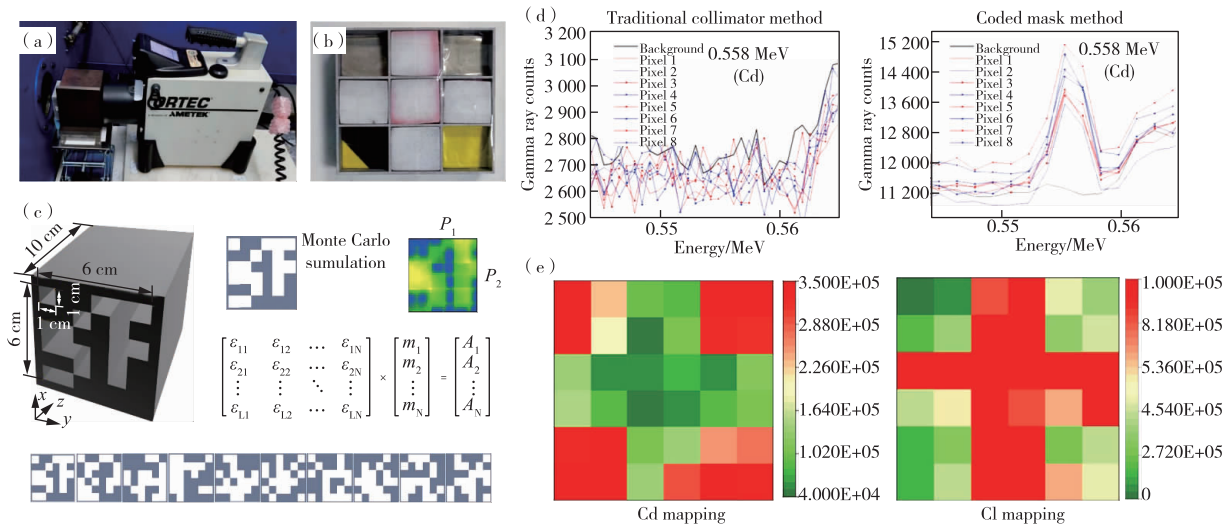 (a)
ORTEC
AMETEK
(b)
(c)
10 cm
6 cm
1 cm
1 cm
6 cm
x
z
y
Monte Carlo
sumulation
P1
P2
ε11 ε12 … ε1N
ε21 ε22 … ε2N
⋮ ⋮ ⋱ ⋮
εL1 εL2 … εLN
×
m1
m2
⋮
mN
=
A1
A2
⋮
AN
(d)
Traditional collimator method
Gamma ray counts
3 200
3 100
3 000
2 900
2 800
2 700
2 600
2 500
Background
Pixel 1
Pixel 2
Pixel 3
Pixel 4
Pixel 5
Pixel 6
Pixel 7
Pixel 8
0.558 MeV
(Cd)
0.55 0.56
Energy/MeV
Coded mask method
Gamma ray counts
15 200
14 400
13 600
12 800
12 000
11 200
Background
Pixel 1
Pixel 2
Pixel 3
Pixel 4
Pixel 5
Pixel 6
Pixel 7
Pixel 8
0.558 MeV
(Cd)
0.55 0.56
Energy/MeV
(e)
3.500E+05
2.880E+05
2.260E+05
1.640E+05
1.020E+05
4.000E+04
Cd mapping
1.000E+06
8.180E+05
6.360E+05
4.540E+05
2.720E+05
0
Cl mapping